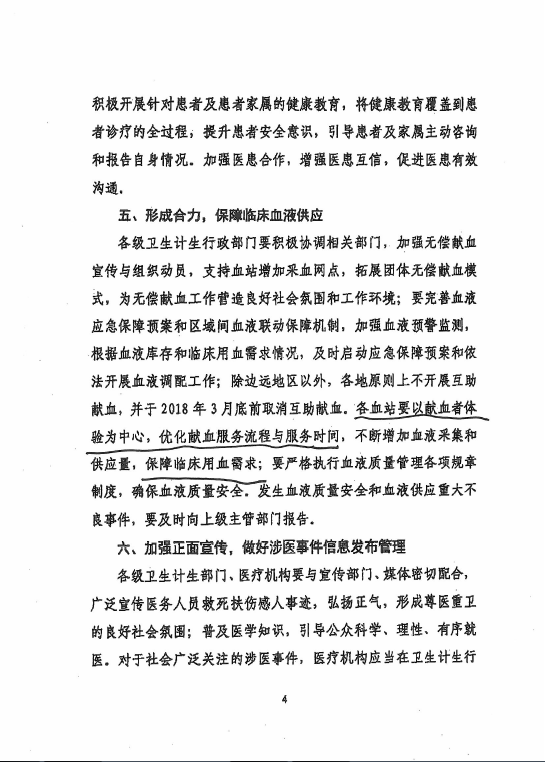 积极开展针对患者及患者家属的健康教育，将健康教育覆盖到患
者诊疗的全过程，提升患者安全意识，引导患者及家属主动咨询
和报告自身情况。加强医患合作，增强医患互信，促进医患有效
沟通。
五、形成合力，保障临床血液供应
各级卫生计生行政部门要积极协调相关部门，加强无偿献血
宣传与组织动员，支持血站增加采血网点，拓展团体无偿献血模
式，为无偿献血工作营造良好社会氛围和工作环境；要完善血液
应急保障预案和区域间血液联动保障机制，加强血液预警监测，
根据血液库存和临床用血需求情况，及时启动应急保障预案和依
法开展血液调配工作；除边远地区以外，各地原则上不开展互助
献血，并于2018年3月底前取消互助献血。各血站要以献血者体
验为中心，优化献血服务流程与服务时间，不断增加血液采集和
供应量，保障临床用血需求；要严格执行血液质量管理各项规章
制度，确保血液质量安全。发生血液质量安全和血液供应重大不
良事件，要及时向上级主管部门报告。
六、加强正面宣传，做好涉医事件信息发布管理
各级卫生计生部门、医疗机构要与宣传部门、媒体密切配合，
广泛宣传医务人员救死扶伤感人事迹，弘扬正气，形成尊医重卫
的良好社会氛围；普及医学知识，引导公众科学、理性、有序就
医。对于社会广泛关注的涉医事件，医疗机构应当在卫生计生行
4